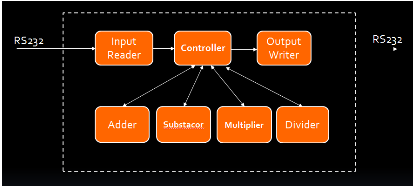 RS232
RS232
Input
Reader
Controller
Output
Writer
Adder
Substacor
Multiplier
Divider